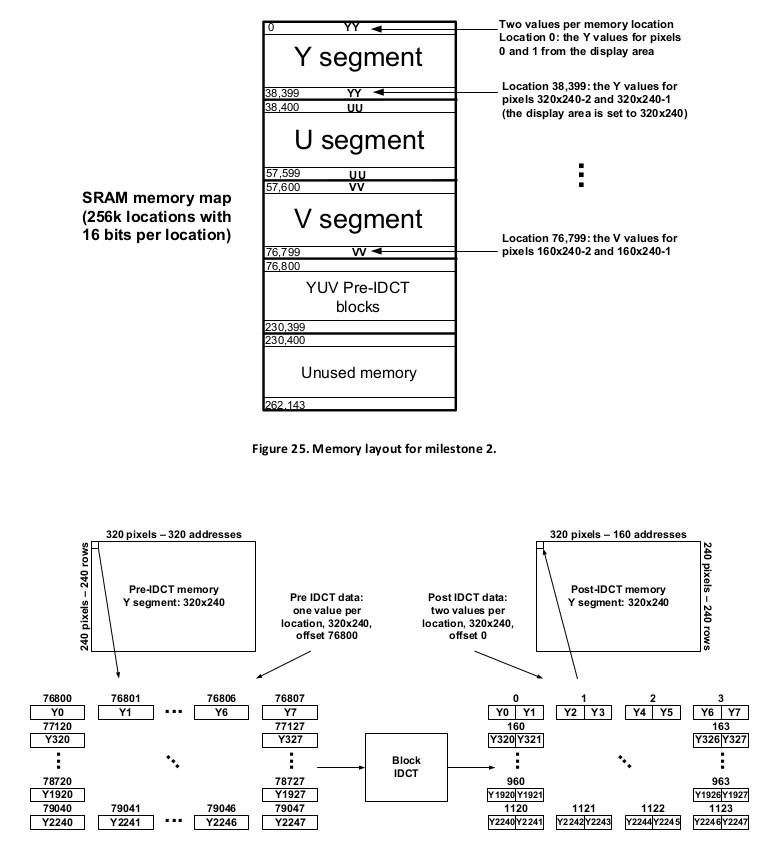 0 YY
Y segment
38,399 YY
38,400 UU
U segment
57,599 UU
57,600 VV
V segment
76,799 VV
76,800
YUV Pre-IDCT
blocks
230,399
230,400
Unused memory
262,143
Two values per memory location
Location 0: the Y values for pixels
0 and 1 from the display area
Location 38,399: the Y values for
pixels 320x240-2 and 320x240-1
(the display area is set to 320x240)
SRAM memory map
(256k locations with
16 bits per location)
Location 76,799: the V values for
pixels 160x240-2 and 160x240-1
Figure 25. Memory layout for milestone 2.
320 pixels – 320 addresses
240 pixels – 240 rows
Pre-IDCT memory
Y segment: 320x240
Pre IDCT data:
one value per
location, 320x240,
offset 76800
Post IDCT data:
two values per
location, 320x240,
offset 0
320 pixels – 160 addresses
Post-IDCT memory
Y segment: 320x240
240 pixels – 240 rows
76800 76801 76806 76807
Y0 Y1 Y6 Y7
77120 77127
Y320 Y327
78720 78727
Y1920 Y1927
79040 79041 79046 79047
Y2240 Y2241 Y2246 Y2247
Block
IDCT
0 1 2 3
Y0 Y1 Y2 Y3 Y4 Y5 Y6 Y7
160 163
Y320 Y321 Y326 Y327
960 963
Y1920 Y1921 Y1926 Y1927
1120 1121 1122 1123
Y2240 Y2241 Y2242 Y2243 Y2244 Y2245 Y2246 Y2247